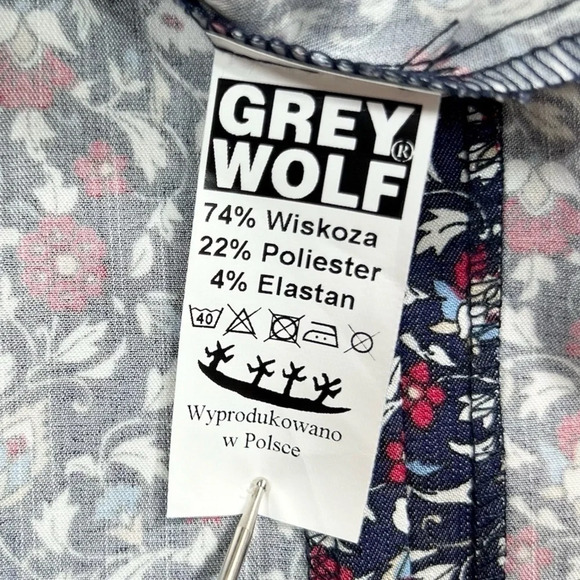 GREY
WOLF®
74% Wiskoza
22% Poliester
4% Elastan
40
Wyprodukowano
w Polsce